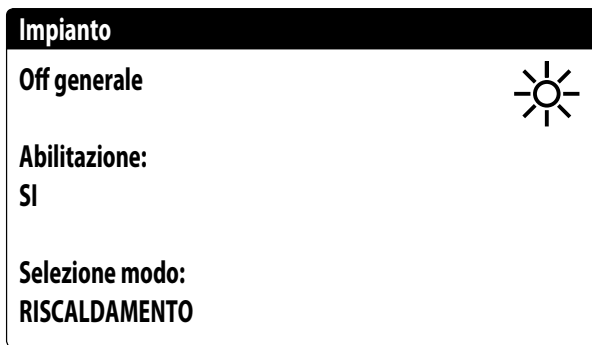 Impianto
Off generale
Abilitazione:
SI
Selezione modo:
RISCALDAMENTO